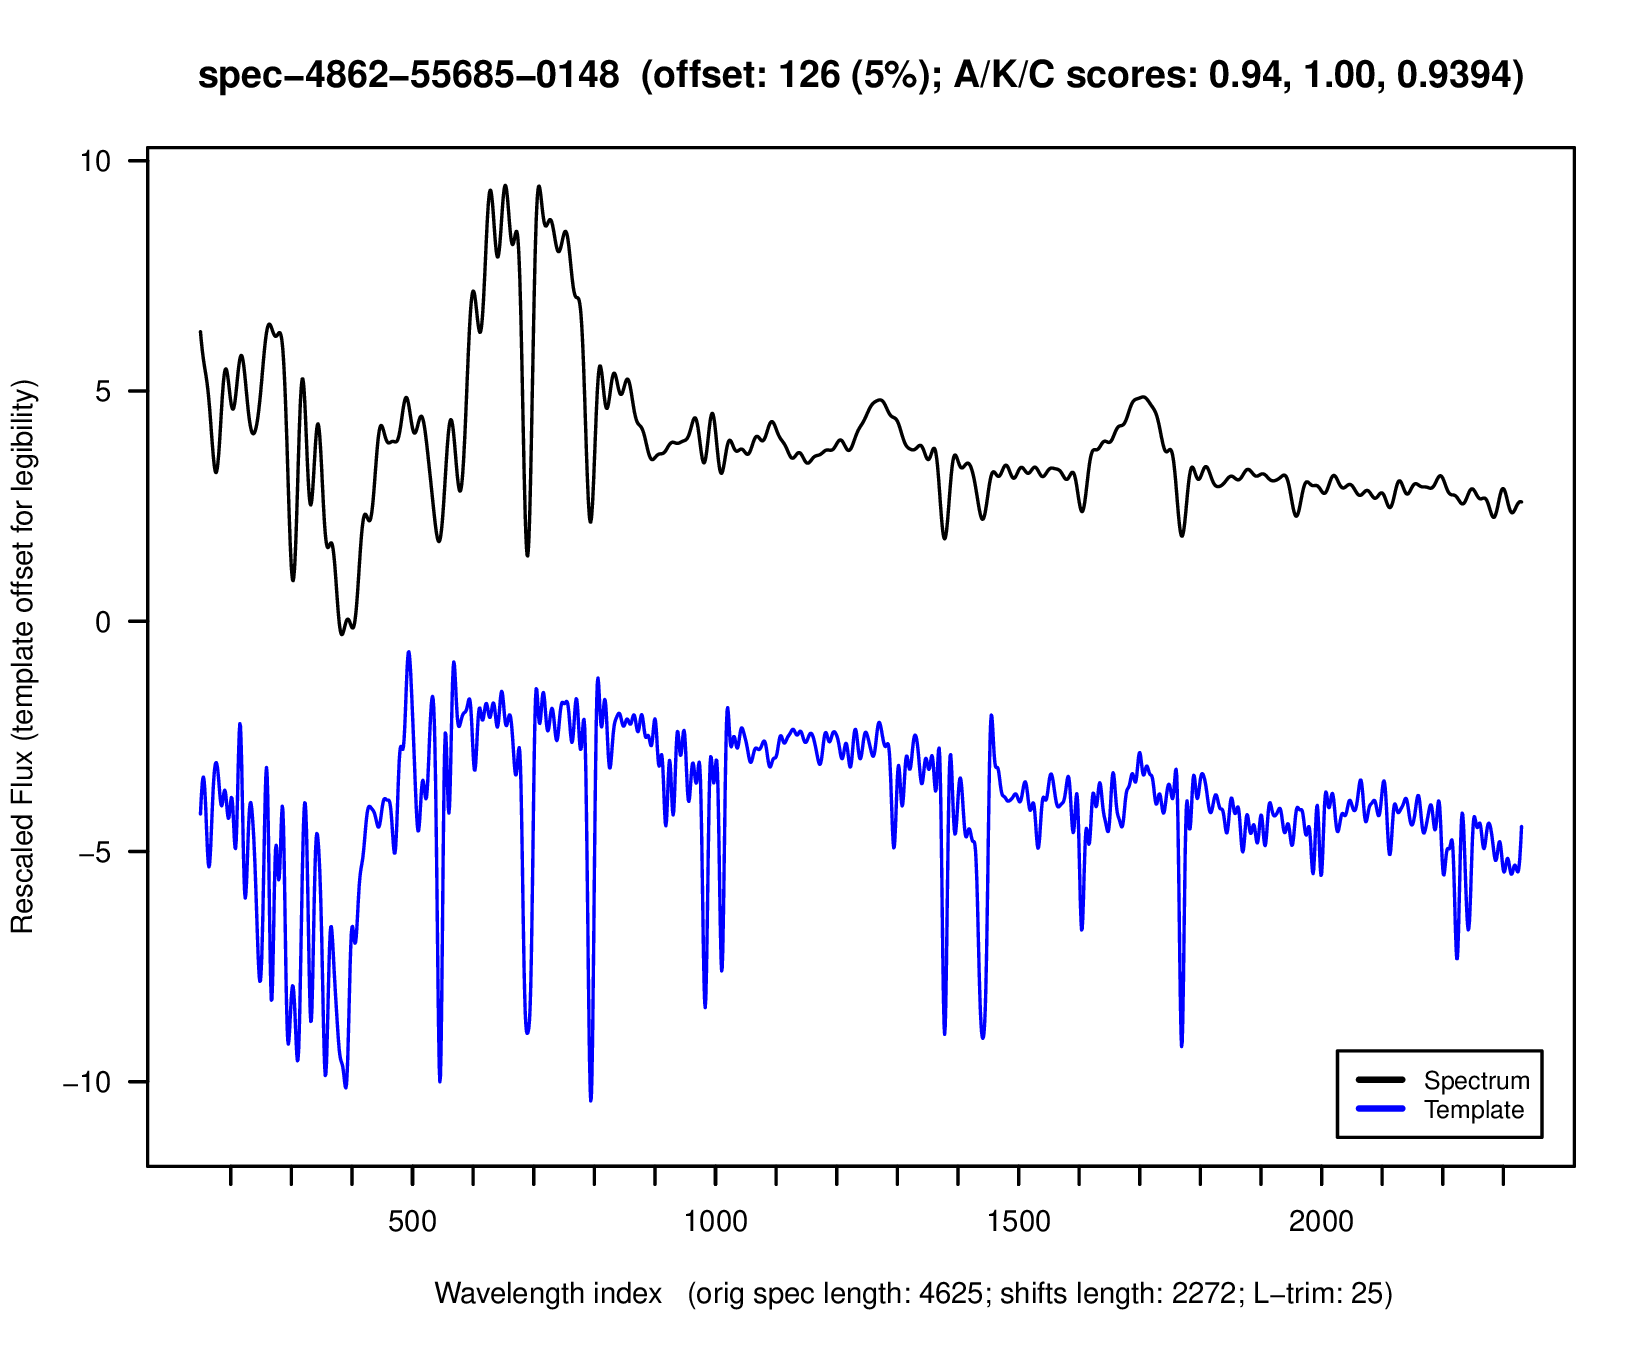 spec−4862−55685−0148 (offset: 126 (5%); A/K/C scores: 0.94, 1.00, 0.9394)
Rescaled Flux (template offset for legibility)
10
5
0
−5
−10
Spectrum
Template
500 1000 1500 2000
Wavelength index (orig spec length: 4625; shifts length: 2272; L−trim: 25)